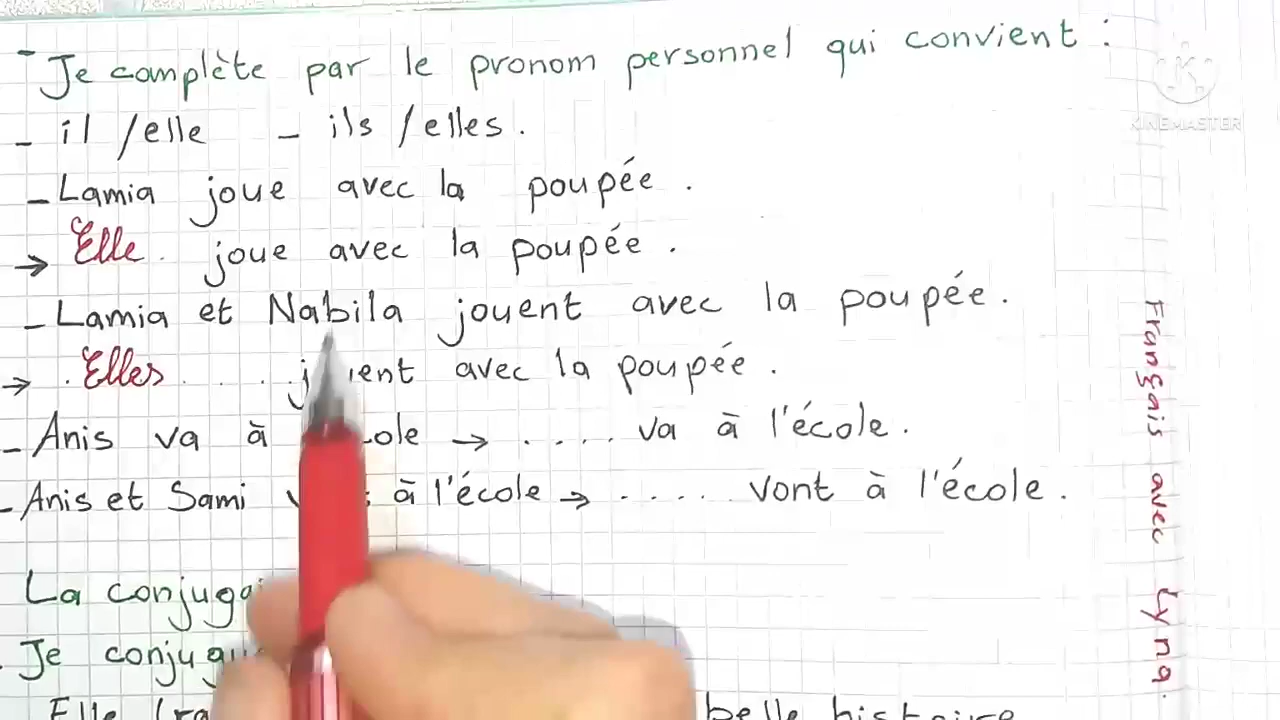 - Je complète par le pronom personnel qui convient :
- il / elle - ils / elles.
- Lamia joue avec la poupée.
→ Elle. joue avec la poupée.
- Lamia et Nabila jouent avec la poupée.
→ . Elles . . . avec la poupée.
- Anis va à → .... va à l'école.
- Anis et Sami à l'école → ..... vont à l'école.
La
. Je
Elle belle histoire
Français avec Lyna.
KINEMASTER